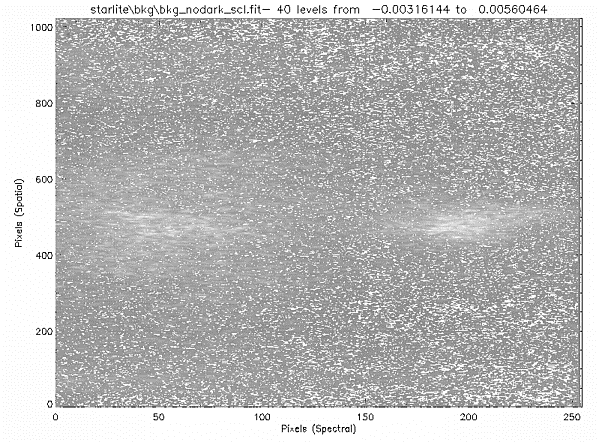 starlite\bkg\bkg_nodark_scl.fit- 40 levels from -0.00316144 to 0.00560464
1000
800
600
400
200
0
Pixels (Spatial)
0 50 100 150 200 250
Pixels (Spectral)